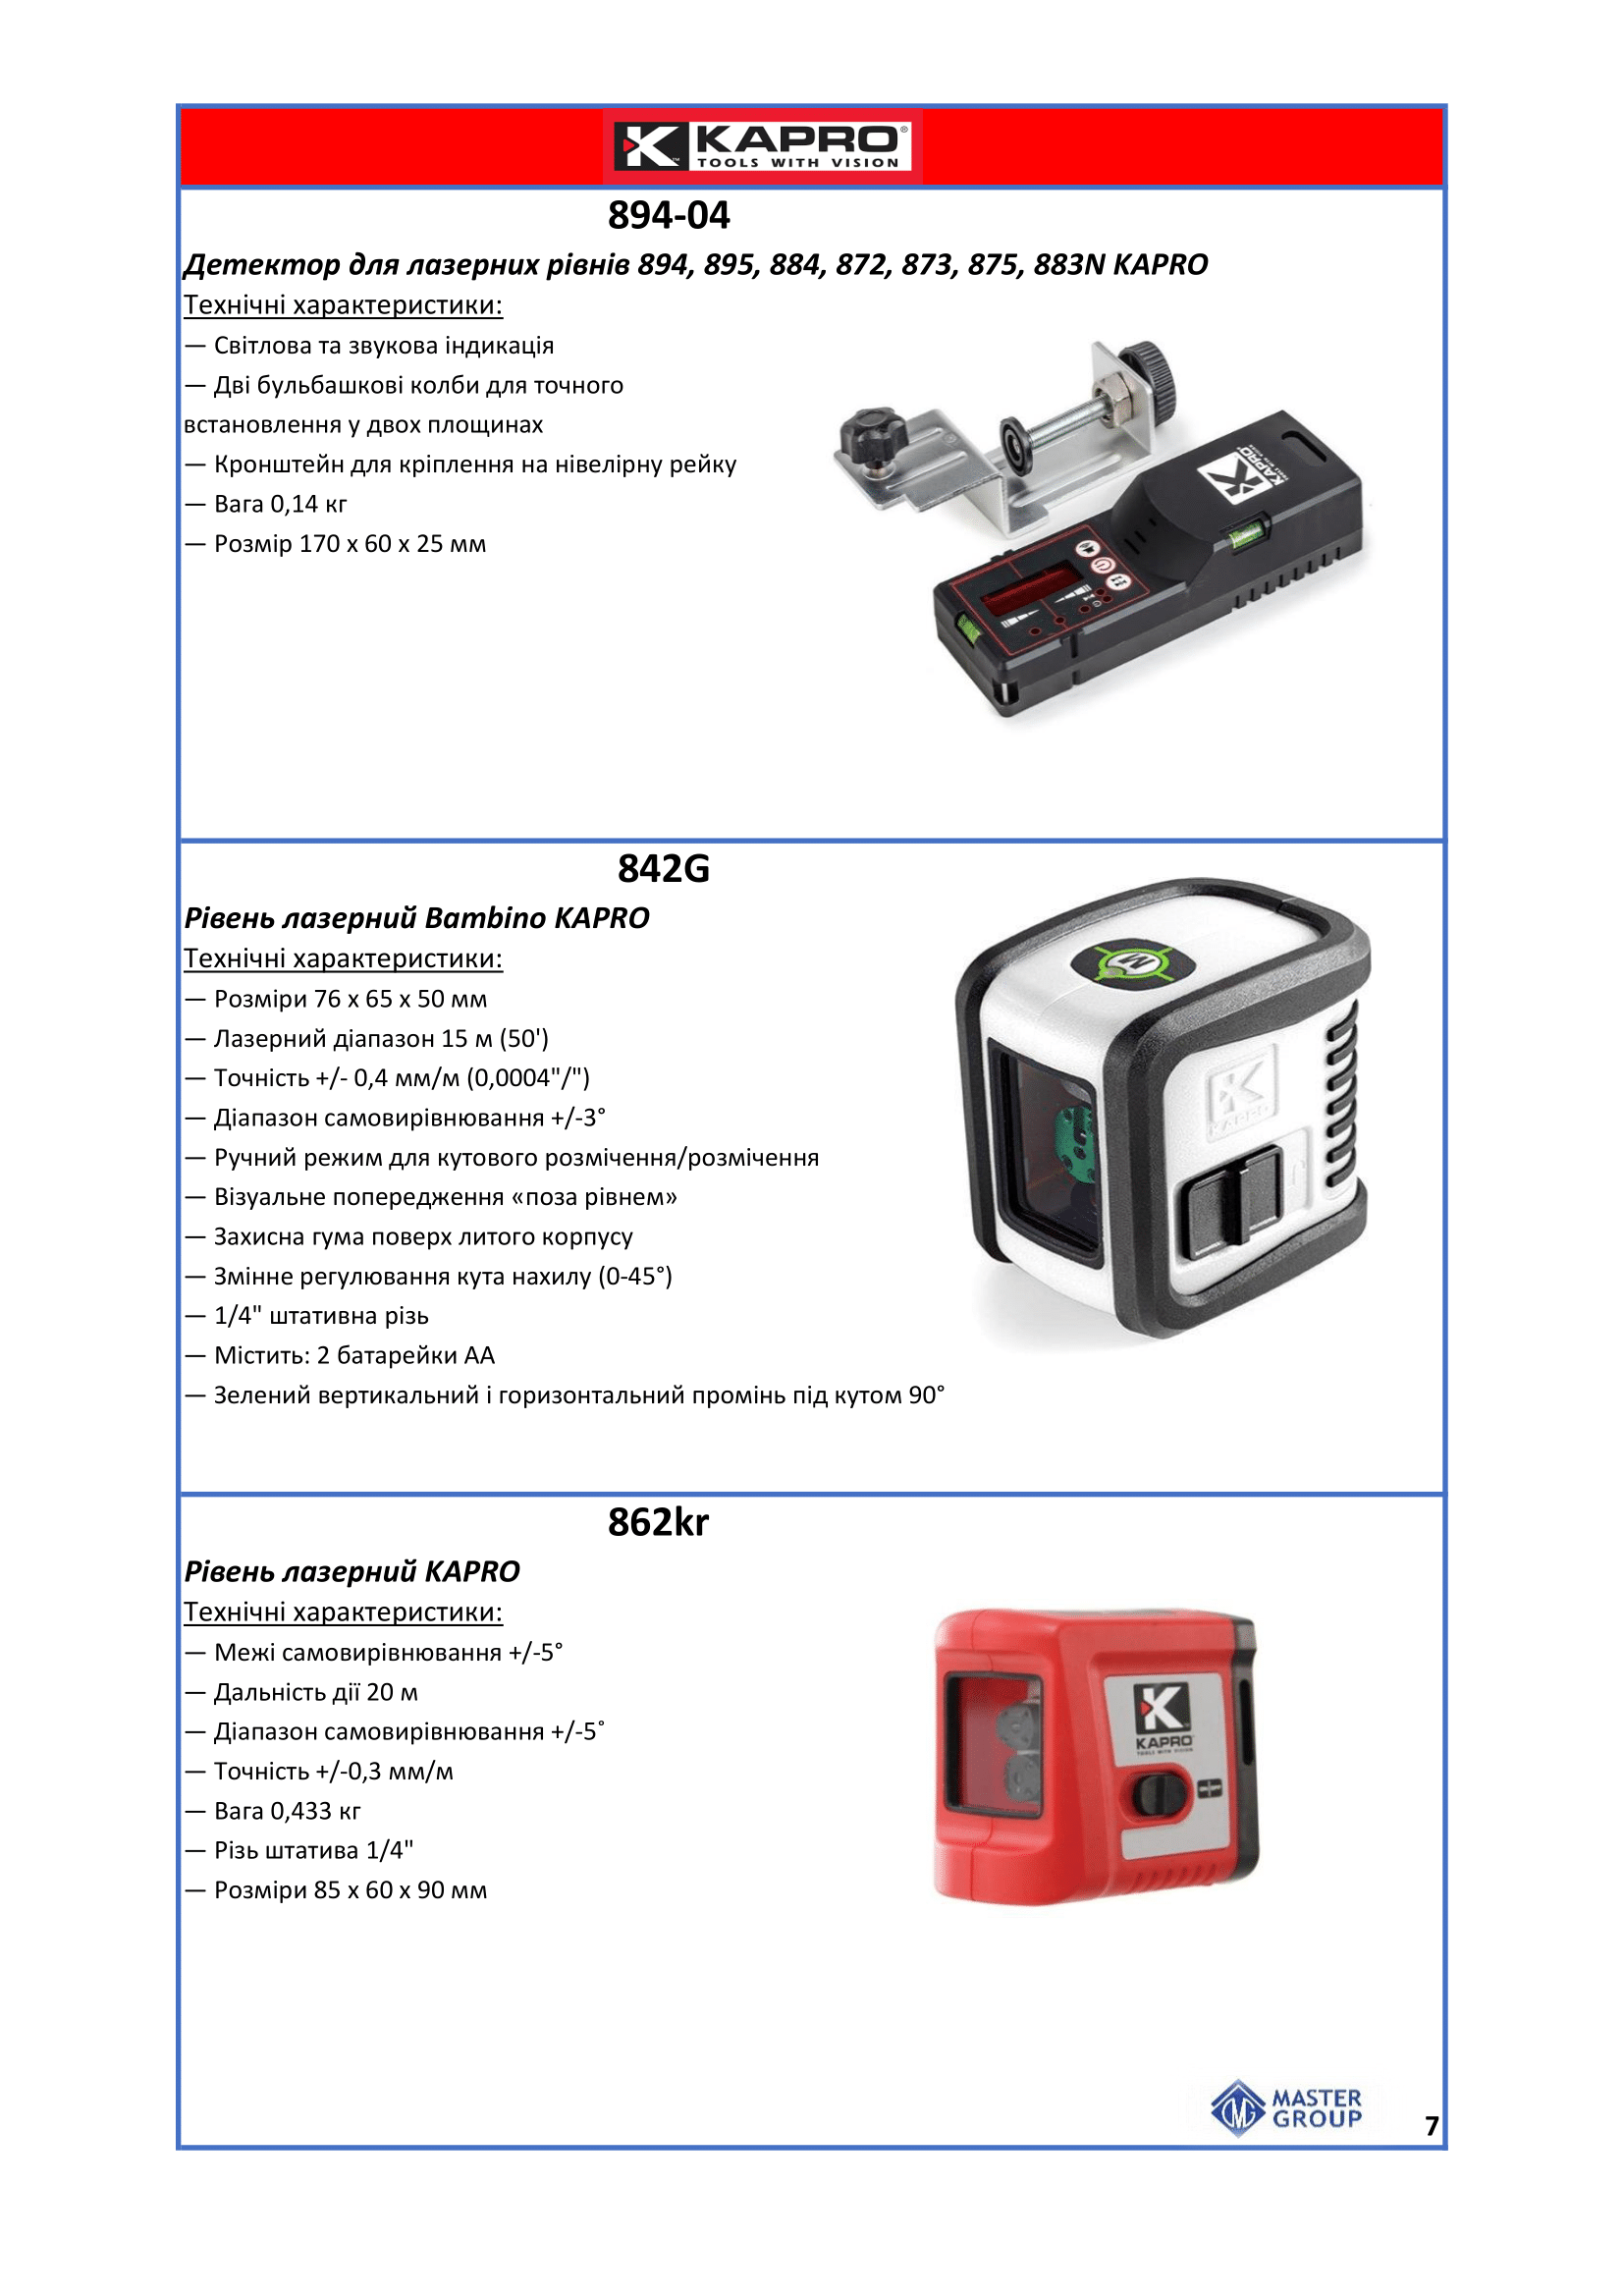 KAPRO®
TOOLS WITH VISION
894-04
Детектор для лазерних рівнів 894, 895, 884, 872, 873, 875, 883N KAPRO
Технічні характеристики:
— Світлова та звукова індикація
— Дві бульбашкові колби для точного
встановлення у двох площинах
— Кронштейн для кріплення на нівелірну рейку
— Вага 0,14 кг
— Розмір 170 x 60 x 25 мм
KAPRO
842G
Рівень лазерний Bambino KAPRO
Технічні характеристики:
— Розміри 76 x 65 x 50 мм
— Лазерний діапазон 15 м (50')
— Точність +/- 0,4 мм/м (0,0004"/")
— Діапазон самовирівнювання +/-3˚
— Ручний режим для кутового розмічення/розмічення
— Візуальне попередження «поза рівнем»
— Захисна гума поверх литого корпусу
— Змінне регулювання кута нахилу (0-45˚)
— 1/4" штативна різь
— Містить: 2 батарейки АА
— Зелений вертикальний і горизонтальний промінь під кутом 90˚
M
KAPRO
862kr
Рівень лазерний KAPRO
Технічні характеристики:
— Межі самовирівнювання +/-5˚
— Дальність дії 20 м
— Діапазон самовирівнювання +/-5˚
— Точність +/-0,3 мм/м
— Вага 0,433 кг
— Різь штатива 1/4"
— Розміри 85 x 60 x 90 мм
KAPRO
TOOLS WITH VISION
MASTER
GROUP
7